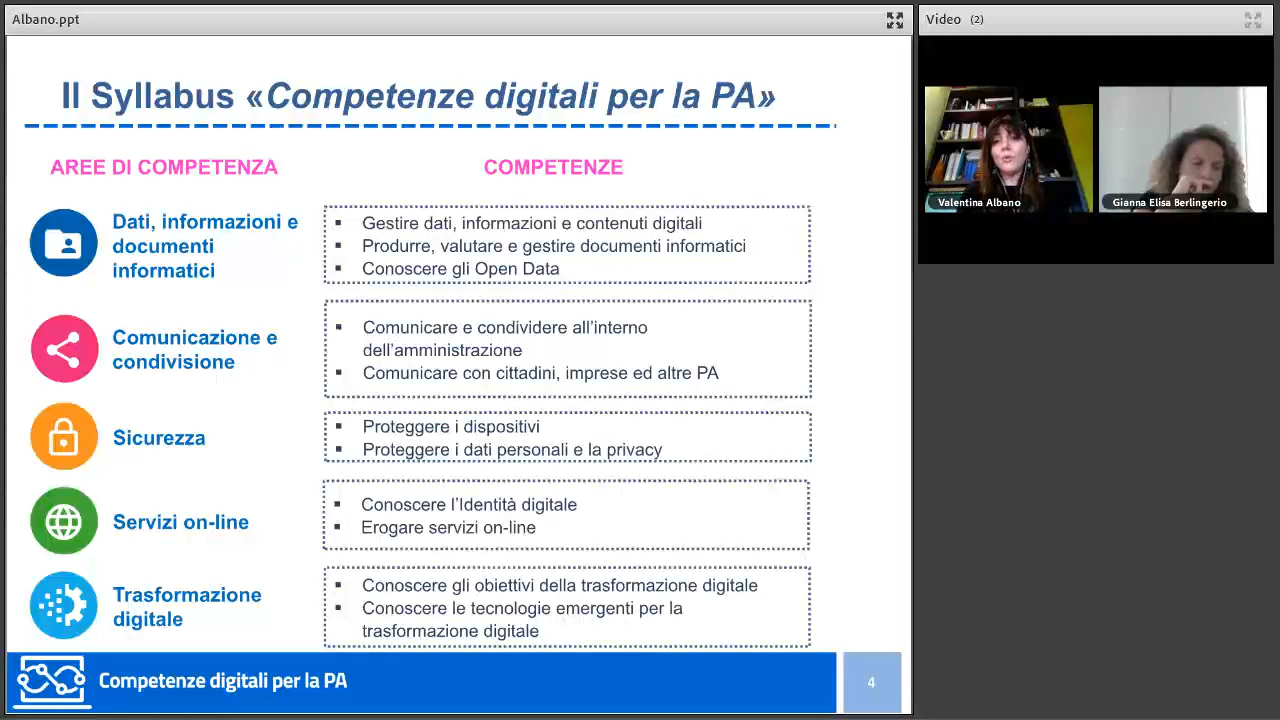 Albano.ppt
Video (2)
Il Syllabus «Competenze digitali per la PA»
AREE DI COMPETENZA
COMPETENZE
Dati, informazioni e
documenti
informatici
▪ Gestire dati, informazioni e contenuti digitali
▪ Produrre, valutare e gestire documenti informatici
▪ Conoscere gli Open Data
Comunicazione e
condivisione
▪ Comunicare e condividere all’interno
dell’amministrazione
▪ Comunicare con cittadini, imprese ed altre PA
Sicurezza
▪ Proteggere i dispositivi
▪ Proteggere i dati personali e la privacy
Servizi on-line
▪ Conoscere l’Identità digitale
▪ Erogare servizi on-line
Trasformazione
digitale
▪ Conoscere gli obiettivi della trasformazione digitale
▪ Conoscere le tecnologie emergenti per la
trasformazione digitale
Competenze digitali per la PA
4
Valentina Albano
Gianna Elisa Berlingerio